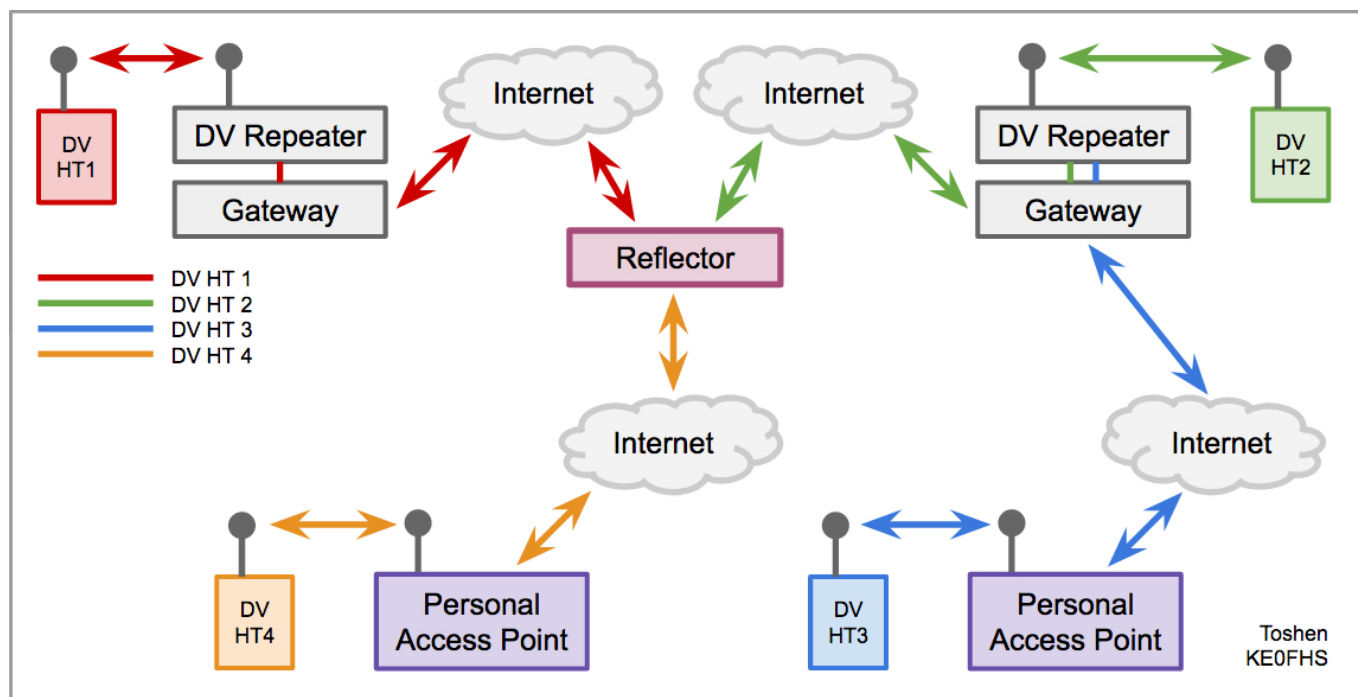 Internet
Internet
DV
HT1
DV Repeater
Gateway
DV Repeater
Gateway
DV
HT2
Reflector
DV HT 1
DV HT 2
DV HT 3
DV HT 4
Internet
Internet
DV
HT4
Personal
Access Point
DV
HT3
Personal
Access Point
Toshen
KE0FHS